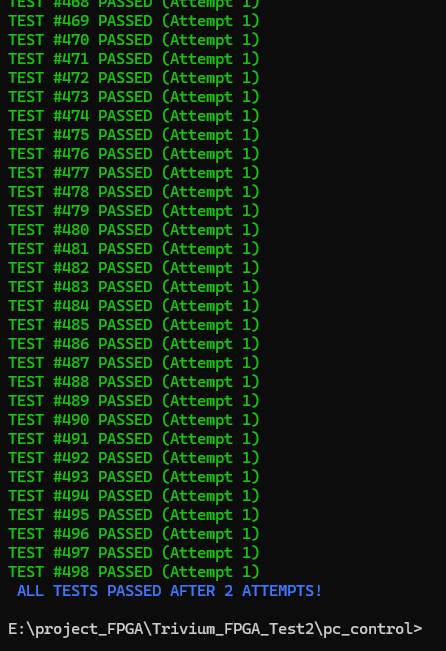 TEST #468 PASSED (Attempt 1)
TEST #469 PASSED (Attempt 1)
TEST #470 PASSED (Attempt 1)
TEST #471 PASSED (Attempt 1)
TEST #472 PASSED (Attempt 1)
TEST #473 PASSED (Attempt 1)
TEST #474 PASSED (Attempt 1)
TEST #475 PASSED (Attempt 1)
TEST #476 PASSED (Attempt 1)
TEST #477 PASSED (Attempt 1)
TEST #478 PASSED (Attempt 1)
TEST #479 PASSED (Attempt 1)
TEST #480 PASSED (Attempt 1)
TEST #481 PASSED (Attempt 1)
TEST #482 PASSED (Attempt 1)
TEST #483 PASSED (Attempt 1)
TEST #484 PASSED (Attempt 1)
TEST #485 PASSED (Attempt 1)
TEST #486 PASSED (Attempt 1)
TEST #487 PASSED (Attempt 1)
TEST #488 PASSED (Attempt 1)
TEST #489 PASSED (Attempt 1)
TEST #490 PASSED (Attempt 1)
TEST #491 PASSED (Attempt 1)
TEST #492 PASSED (Attempt 1)
TEST #493 PASSED (Attempt 1)
TEST #494 PASSED (Attempt 1)
TEST #495 PASSED (Attempt 1)
TEST #496 PASSED (Attempt 1)
TEST #497 PASSED (Attempt 1)
TEST #498 PASSED (Attempt 1)
ALL TESTS PASSED AFTER 2 ATTEMPTS!
E:\project_FPGA\Trivium_FPGA_Test2\pc_control>